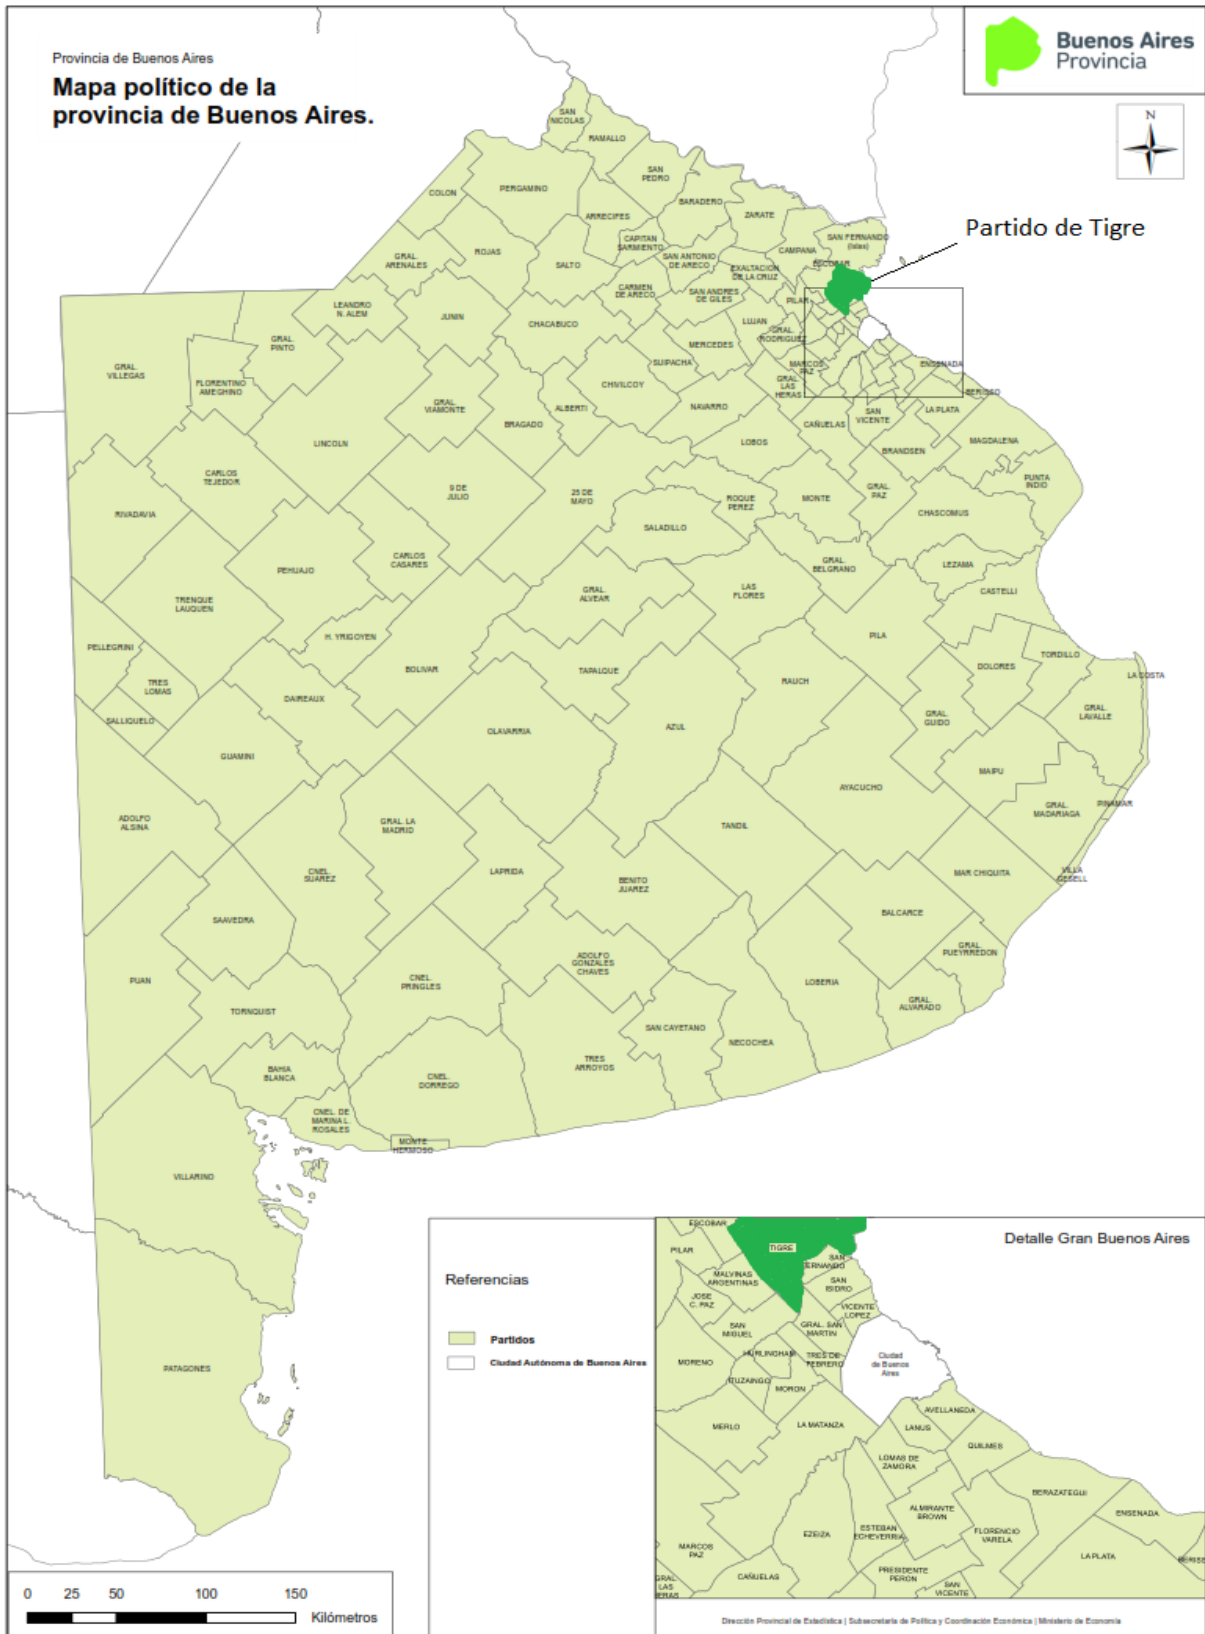 Provincia de Buenos Aires
Mapa político de la
provincia de Buenos Aires.
Buenos Aires
Provincia
N
Partido de Tigre
SAN
NICOLAS
RAMALLO
SAN
PEDRO
COLON
PERGAMINO
BARADERO
ARRECIFES
ZARATE
SAN FERNANDO
(Islas)
CAPITAN
SARMIENTO
CAMPANA
ROJAS
GRAL.
ARENALES
SALTO
SAN ANTONIO
DE ARECO
EXALTACION
DE LA CRUZ
ESCOBAR
CARMEN
DE ARECO
SAN ANDRES
DE GILES
PILAR
LEANDRO
N. ALEM
JUNIN
CHACABUCO
LUJAN
GRAL.
RODRIGUEZ
GRAL.
PINTO
MERCEDES
SUIPACHA
MARCOS
PAZ
ENSENADA
GRAL.
VILLEGAS
FLORENTINO
AMEGHINO
CHIVILCOY
GRAL.
LAS
HERAS
BERISSO
GRAL.
VIAMONTE
ALBERTI
NAVARRO
BRAGADO
CAÑUELAS
SAN
VICENTE
LA PLATA
LINCOLN
LOBOS
BRANDSEN
MAGDALENA
CARLOS
TEJEDOR
9 DE
JULIO
25 DE
MAYO
ROQUE
PEREZ
MONTE
GRAL.
PAZ
PUNTA
INDIO
RIVADAVIA
SALADILLO
CHASCOMUS
PEHUAJO
CARLOS
CASARES
GRAL.
BELGRANO
LEZAMA
TRENQUE
LAUQUEN
GRAL.
ALVEAR
LAS
FLORES
CASTELLI
H. YRIGOYEN
PILA
PELLEGRINI
BOLIVAR
TAPALQUE
RAUCH
DOLORES
TORDILLO
LA COSTA
TRES
LOMAS
DAIREAUX
SALLIQUELO
GRAL.
LAVALLE
OLAVARRIA
AZUL
GRAL.
GUIDO
GUAMINI
MAIPU
AYACUCHO
ADOLFO
ALSINA
GRAL. LA
MADRID
TANDIL
GRAL.
MADARIAGA
PINAMAR
CNEL.
SUAREZ
LAPRIDA
BENITO
JUAREZ
MAR CHIQUITA
VILLA
GESELL
SAAVEDRA
BALCARCE
GRAL.
PUEYRREDON
PUAN
CNEL.
PRINGLES
ADOLFO
GONZALES
CHAVES
LOBERIA
GRAL.
ALVARADO
TORNQUIST
SAN CAYETANO
NECOCHEA
BAHIA
BLANCA
CNEL.
DORREGO
TRES
ARROYOS
CNEL. DE
MARINA L.
ROSALES
MONTE
HERMOSO
VILLARINO
PATAGONES
Referencias
Partidos
Ciudad Autónoma de Buenos Aires
0 25 50 100 150
Kilómetros
Detalle Gran Buenos Aires
ESCOBAR
TIGRE
PILAR
SAN
FERNANDO
MALVINAS
ARGENTINAS
SAN
ISIDRO
JOSE
C. PAZ
VICENTE
LOPEZ
SAN
MIGUEL
GRAL. SAN
MARTIN
MORENO
HURLINGHAM
TRES DE
FEBRERO
Ciudad
de Buenos
Aires
ITUZAINGO
MORON
MERLO
LA MATANZA
AVELLANEDA
LANUS
QUILMES
LOMAS DE
ZAMORA
BERAZATEGUI
ENSENADA
EZEIZA
ESTEBAN
ECHEVERRIA
ALMIRANTE
BROWN
FLORENCIO
VARELA
MARCOS
PAZ
LA PLATA
BERISE
CAÑUELAS
PRESIDENTE
PERON
GRAL.
LAS
ERAS
SAN
VICENTE
Dirección Provincial de Estadística | Subsecretaría de Política y Coordinación Económica | Ministerio de Economía